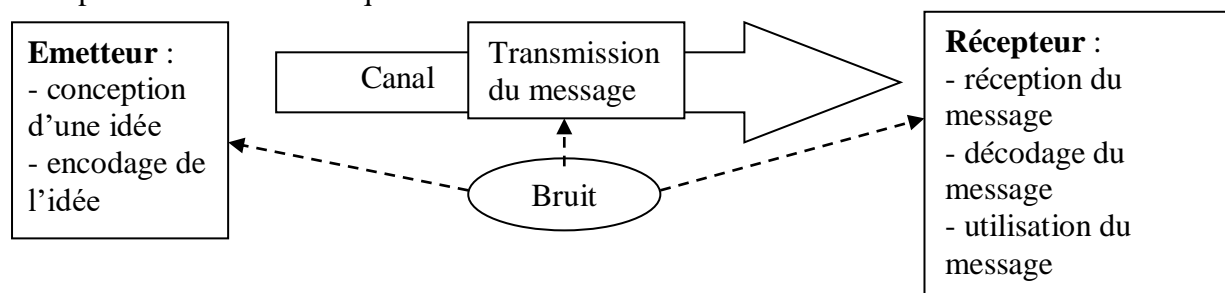 Emetteur :
- conception
d’une idée
- encodage de
l’idée
Canal
Transmission
du message
Bruit
Récepteur :
- réception du
message
- décodage du
message
- utilisation du
message